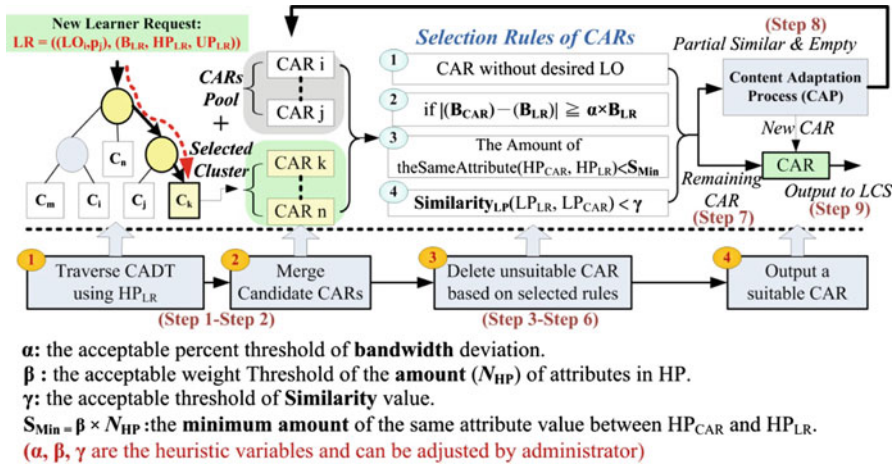 New Learner Request:
LR = ((LOi,pj), (BLR, HPLR, UPLR))
Cn
Cm
Ci
Cj
Ck
CARs
Pool
+
Selected
Cluster
CAR i
CAR j
CAR k
CAR n
Selection Rules of CARs
1
CAR without desired LO
2
if |(BCAR)−(BLR)| ≧ α×BLR
3
The Amount of
theSameAttribute(HPCAR, HPLR)<SMin
4
SimilarityLP(LPLR, LPCAR) < γ
(Step 8)
Partial Similar & Empty
Content Adaptation
Process (CAP)
New CAR
CAR
Remaining
CAR
(Step 7)
Output to LCS
(Step 9)
1
Traverse CADT
using HPLR
2
Merge
Candidate CARs
3
Delete unsuitable CAR
based on selected rules
4
Output a
suitable CAR
(Step 1-Step 2)
(Step 3-Step 6)
α: the acceptable percent threshold of bandwidth deviation.
β : the acceptable weight Threshold of the amount (NHP) of attributes in HP.
γ: the acceptable threshold of Similarity value.
SMin = β × NHP :the minimum amount of the same attribute value between HPCAR and HPLR.
(α, β, γ are the heuristic variables and can be adjusted by administrator)